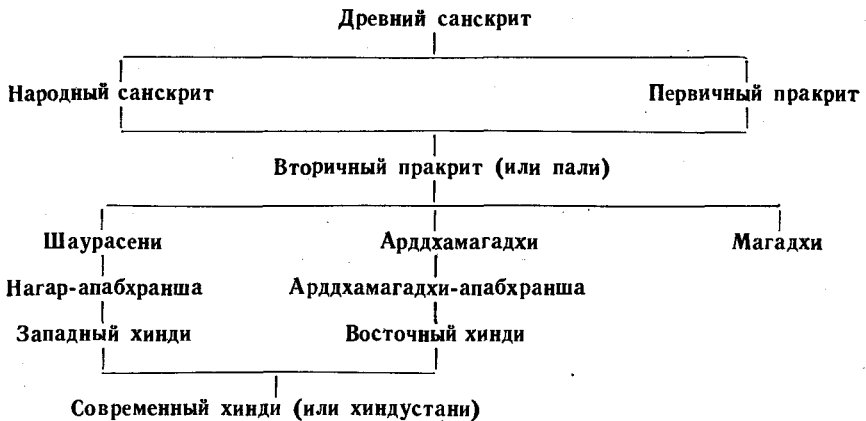 Древний санскрит
Народный санскрит Первичный пракрит
Вторичный пракрит (или пали)
Шаурасени Арддхамагадхи Магадхи
Нагар-апабхранша Арддхамагадхи-апабхранша
Западный хинди Восточный хинди
Современный хинди (или хиндустани)